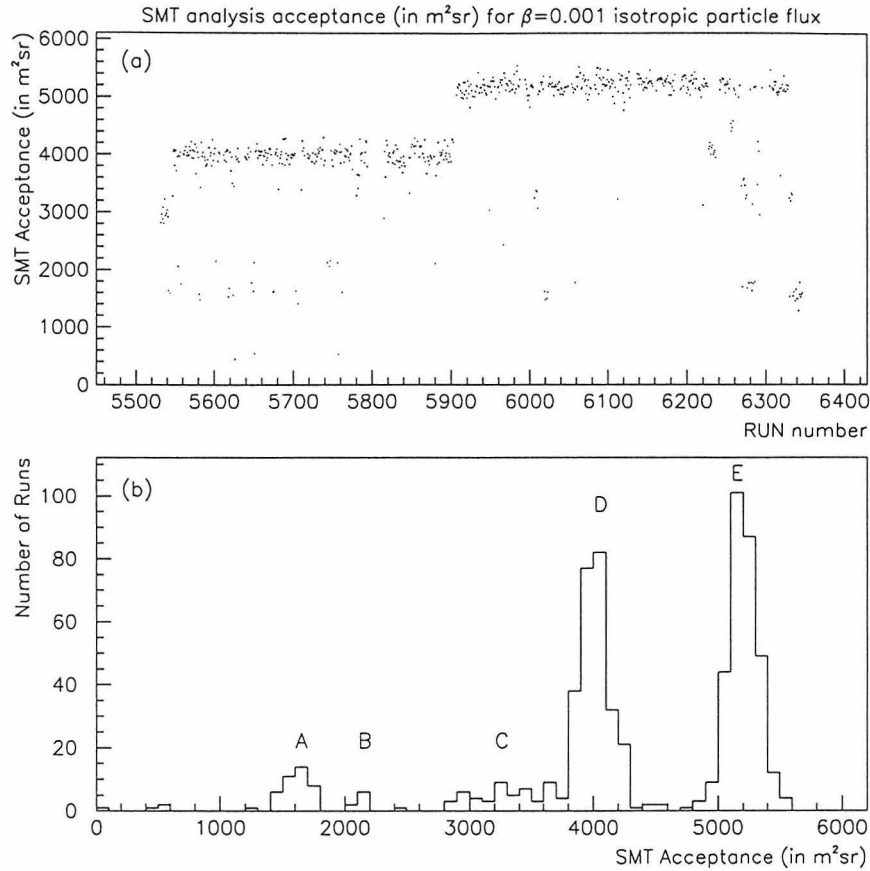 SMT analysis acceptance (in m²sr) for β=0.001 isotropic particle flux
(a)
SMT Acceptance (in m²sr)
6000
5000
4000
3000
2000
1000
0
5500 5600 5700 5800 5900 6000 6100 6200 6300 6400
RUN number
(b)
Number of Runs
100
80
60
40
20
0
A B C D E
0 1000 2000 3000 4000 5000 6000
SMT Acceptance (in m²sr)